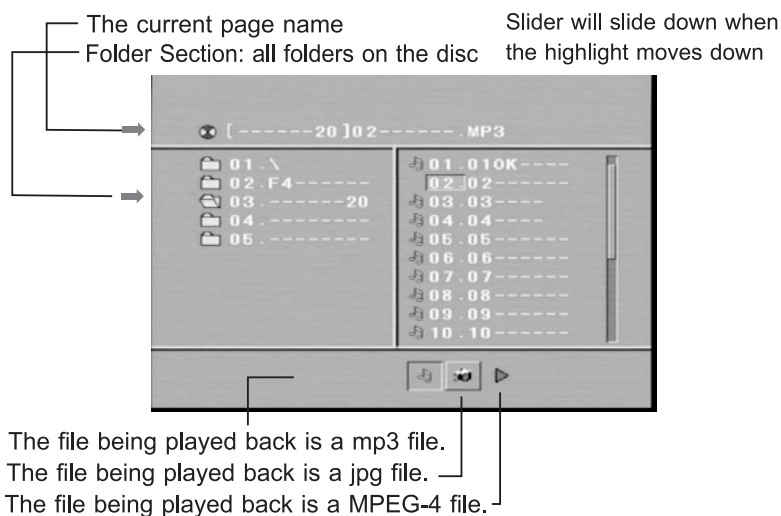 The current page name
Folder Section: all folders on the disc
Slider will slide down when
the highlight moves down
[------20 ]02------.MP3
01.\
02.F4------
03.-------20
04.-------
05.-------
01.01OK----
02.02------
03.03----
04.04----
05.05------
06.06------
07.07------
08.08------
09.09------
10.10------
The file being played back is a mp3 file.
The file being played back is a jpg file.
The file being played back is a MPEG-4 file.